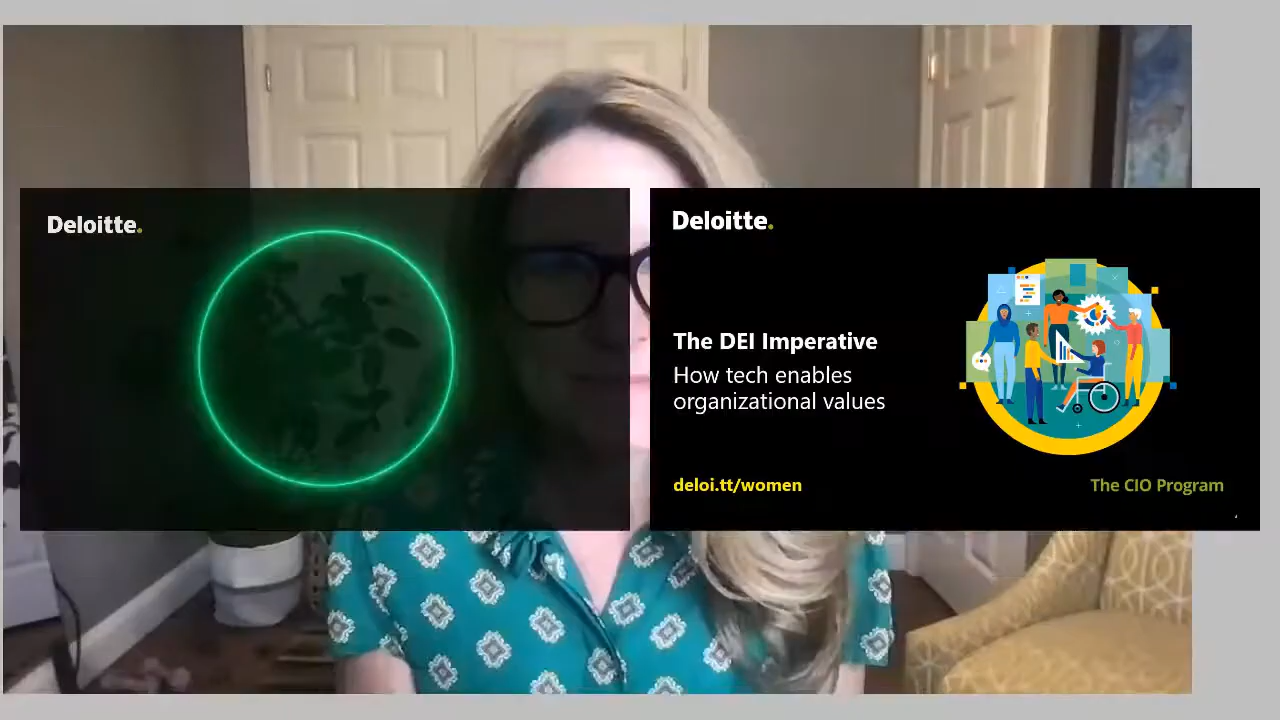 Deloitte.
Deloitte.
The DEI Imperative
How tech enables
organizational values
deloi.tt/women
The CIO Program